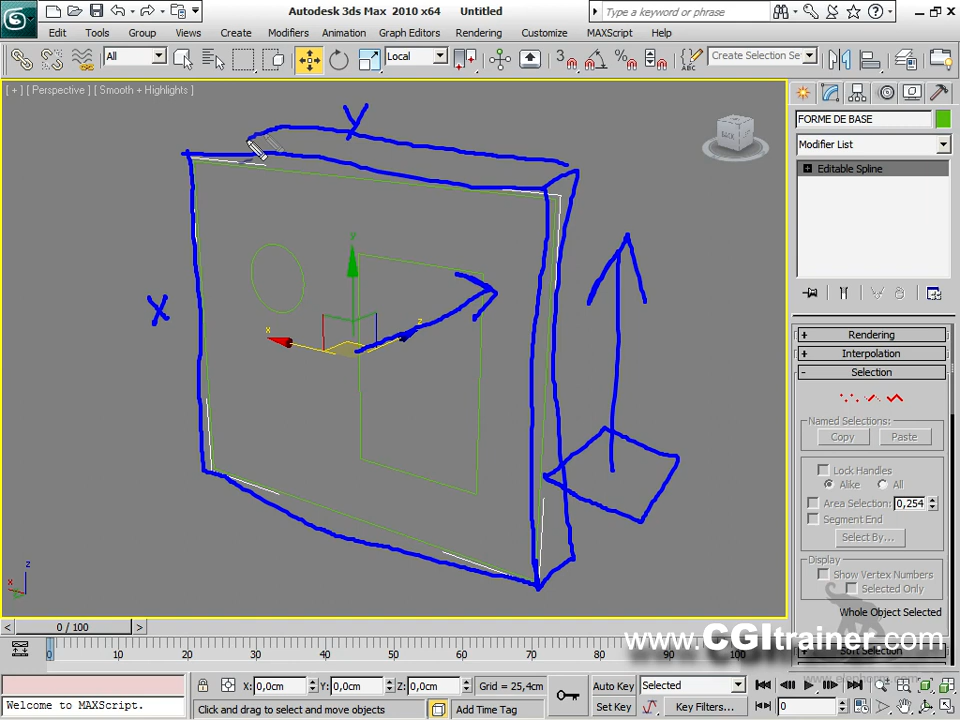 Autodesk 3ds Max 2010 x64 Untitled
Type a keyword or phrase
Edit Tools Group Views Create Modifiers Animation Graph Editors Rendering Customize MAXScript Help
All
Local
3
%
ABC
Create Selection Se
[ + ] [ Perspective ] [ Smooth + Highlights ]
Y
BACK
FORME DE BASE
Modifier List
Editable Spline
y
X
x
z
+ Rendering
+ Interpolation
- Selection
Named Selections:
Copy Paste
Lock Handles
Alike All
Area Selection: 0,254
Segment End
Select By...
Display
Show Vertex Numbers
Selected Only
Whole Object Selected
z
x
Soft Selection
www.CGItrainer.com
< 0 / 100 >
0 10 20 30 40 50 60 70 80 90 100
X: 0,0cm Y: 0,0cm Z: 0,0cm Grid = 25,4cm
Auto Key Selected
Welcome to MAXScript.
Click and drag to select and move objects
Add Time Tag
Set Key Key Filters...
0